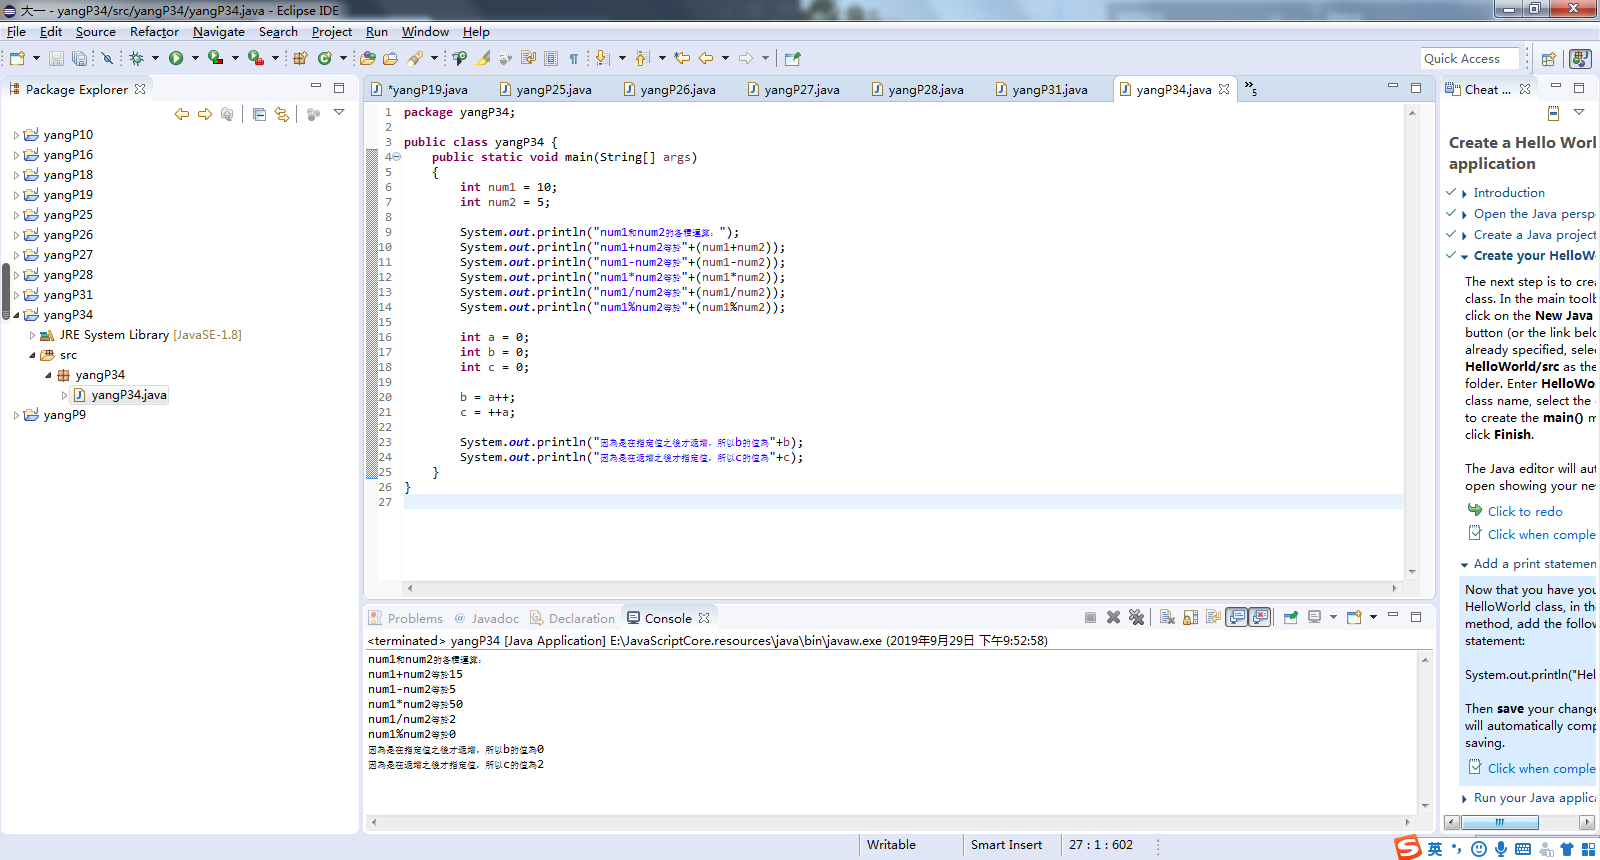 大一 - yangP34/src/yangP34/yangP34.java - Eclipse IDE
File Edit Source Refactor Navigate Search Project Run Window Help
Quick Access
Package Explorer
yangP10
yangP16
yangP18
yangP19
yangP25
yangP26
yangP27
yangP28
yangP31
yangP34
JRE System Library [JavaSE-1.8]
src
yangP34
yangP34.java
yangP9
*yangP19.java yangP25.java yangP26.java yangP27.java yangP28.java yangP31.java yangP34.java »5
1 package yangP34;
2
3 public class yangP34 {
4 public static void main(String[] args)
5 {
6 int num1 = 10;
7 int num2 = 5;
8
9 System.out.println("num1和num2的各種運算：");
10 System.out.println("num1+num2等於"+(num1+num2));
11 System.out.println("num1-num2等於"+(num1-num2));
12 System.out.println("num1*num2等於"+(num1*num2));
13 System.out.println("num1/num2等於"+(num1/num2));
14 System.out.println("num1%num2等於"+(num1%num2));
15
16 int a = 0;
17 int b = 0;
18 int c = 0;
19
20 b = a++;
21 c = ++a;
22
23 System.out.println("因為是在指定值之後才遞增，所以b的值為"+b);
24 System.out.println("因為是在遞增之後才指定值，所以c的值為"+c);
25 }
26 }
27
Problems @ Javadoc Declaration Console
<terminated> yangP34 [Java Application] E:\JavaScriptCore.resources\java\bin\javaw.exe (2019年9月29日 下午9:52:58)
num1和num2的各種運算：
num1+num2等於15
num1-num2等於5
num1*num2等於50
num1/num2等於2
num1%num2等於0
因為是在指定值之後才遞增，所以b的值為0
因為是在遞增之後才指定值，所以c的值為2
Cheat ...
Create a Hello Worl
application
Introduction
Open the Java persp
Create a Java project
Create your HelloW
The next step is to crea
class. In the main toolb
click on the New Java
button (or the link belo
already specified, selec
HelloWorld/src as the
folder. Enter HelloWo
class name, select the
to create the main() m
click Finish.
The Java editor will aut
open showing your ne
Click to redo
Click when comple
Add a print statemen
Now that you have you
HelloWorld class, in the
method, add the follow
statement:
System.out.println("Hel
Then save your change
will automatically comp
saving.
Click when comple
Run your Java applica
Writable Smart Insert 27 : 1 : 602
S 英